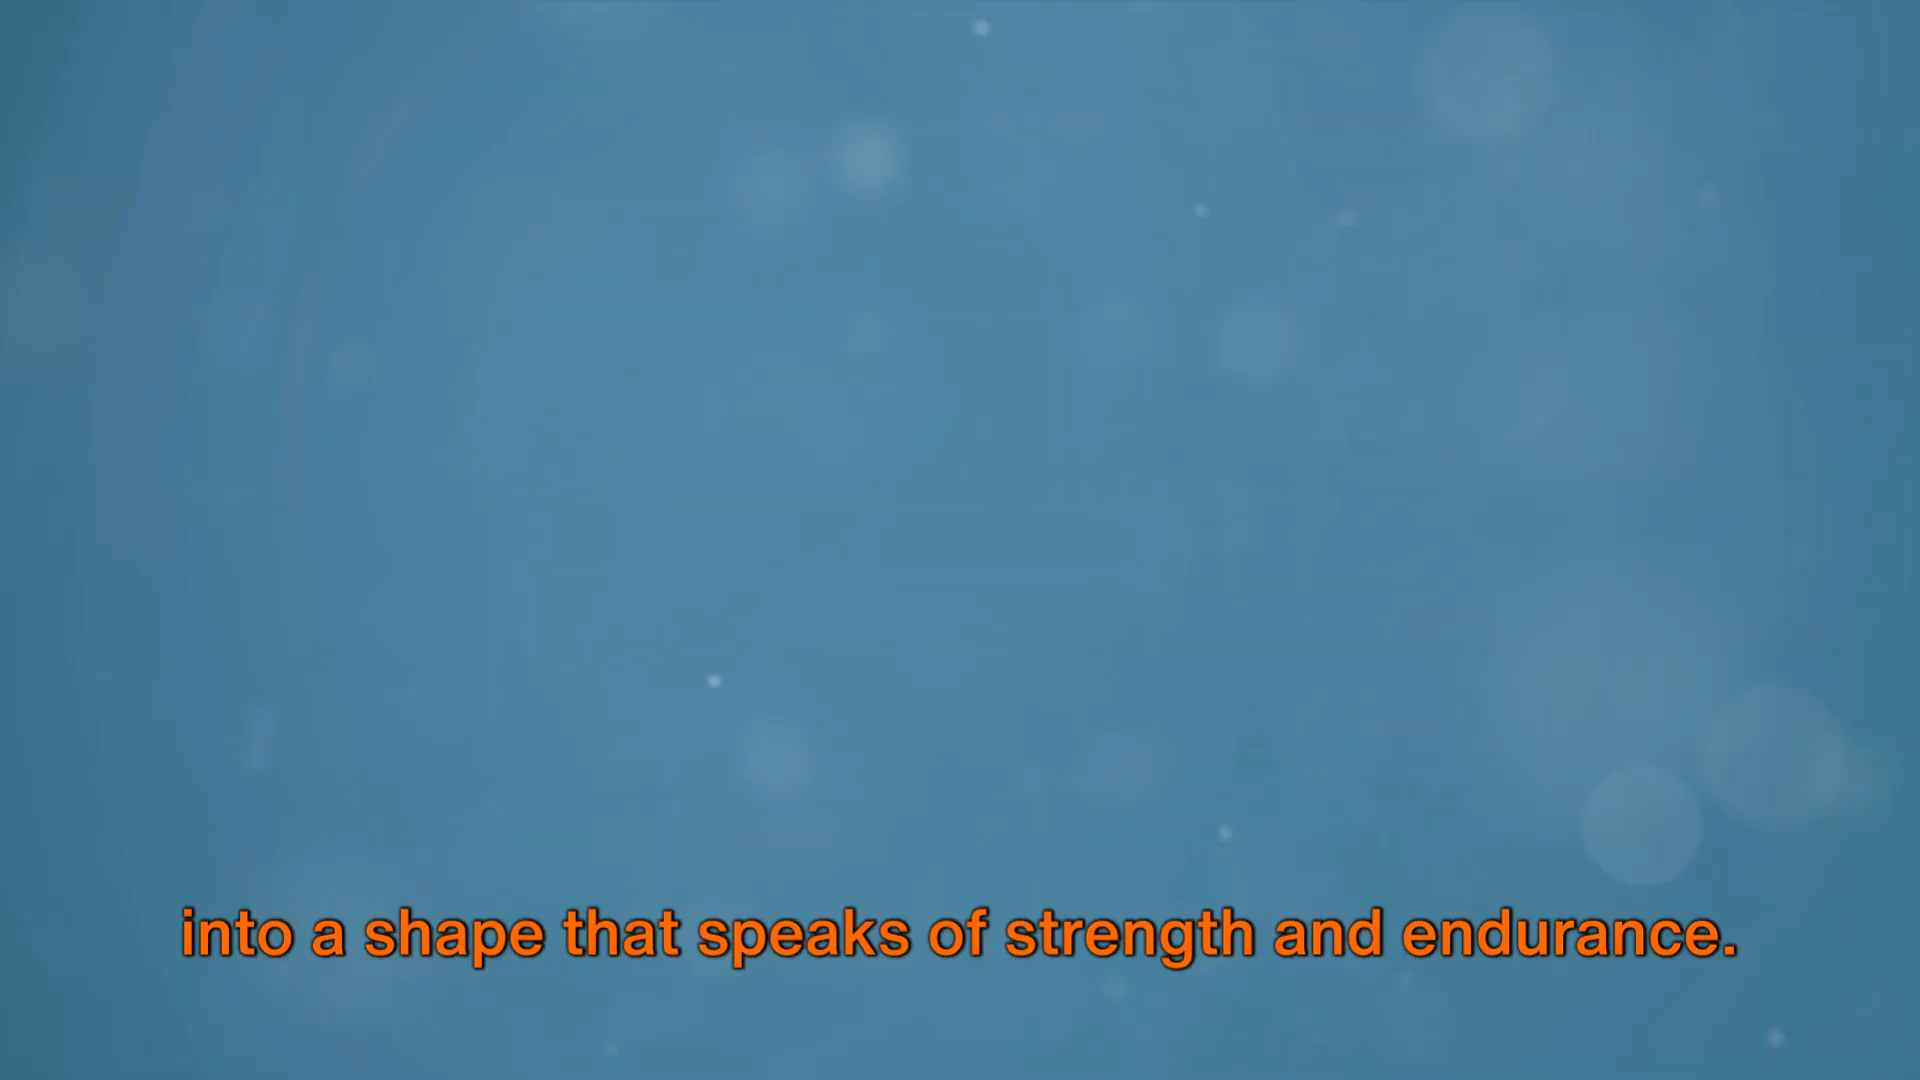 into a shape that speaks of strength and endurance.